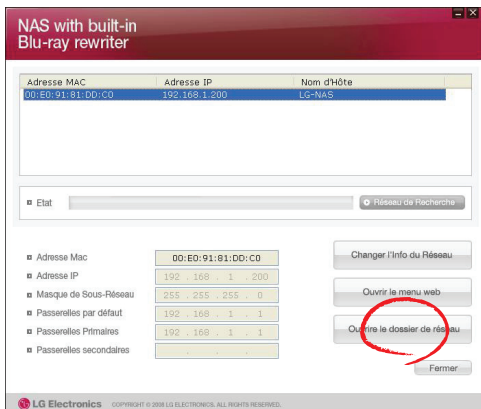 NAS with built-in
Blu-ray rewriter
Adresse MAC Adresse IP Nom d'Hôte
00:E0:91:81:DD:C0 192.168.1.200 LG-NAS
Etat Réseau de Recherche
Adresse Mac 00:E0:91:81:DD:C0
Adresse IP 192 . 168 . 1 . 200
Masque de Sous-Réseau 255 . 255 . 255 . 0
Passerelles par défaut 192 . 168 . 1 . 1
Passerelles Primaires 192 . 168 . 1 . 1
Passerelles secondaires . . .
Changer l'Info du Réseau
Ouvrir le menu web
Ouvrire le dossier de réseau
Fermer
LG Electronics COPYRIGHT © 2008 LG ELECTRONICS. ALL RIGHTS RESERVED.